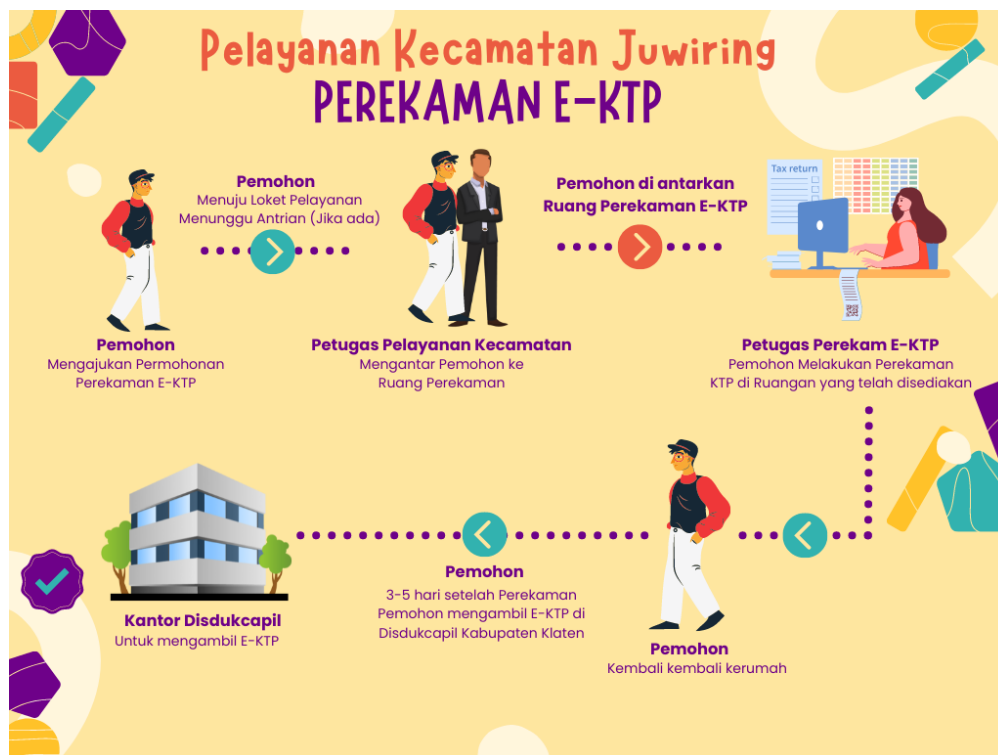 Pelayanan Kecamatan Juwiring
PEREKAMAN E-KTP
Pemohon
Menuju Loket Pelayanan
Menunggu Antrian (Jika ada)
Pemohon di antarkan
Ruang Perekaman E-KTP
Tax return
Pemohon
Mengajukan Permohonan
Perekaman E-KTP
Petugas Pelayanan Kecamatan
Mengantar Pemohon ke
Ruang Perekaman
Petugas Perekam E-KTP
Pemohon Melakukan Perekaman
KTP di Ruangan yang telah disediakan
Pemohon
Kembali kembali kerumah
Pemohon
3-5 hari setelah Perekaman
Pemohon mengambil E-KTP di
Disdukcapil Kabupaten Klaten
Kantor Disdukcapil
Untuk mengambil E-KTP